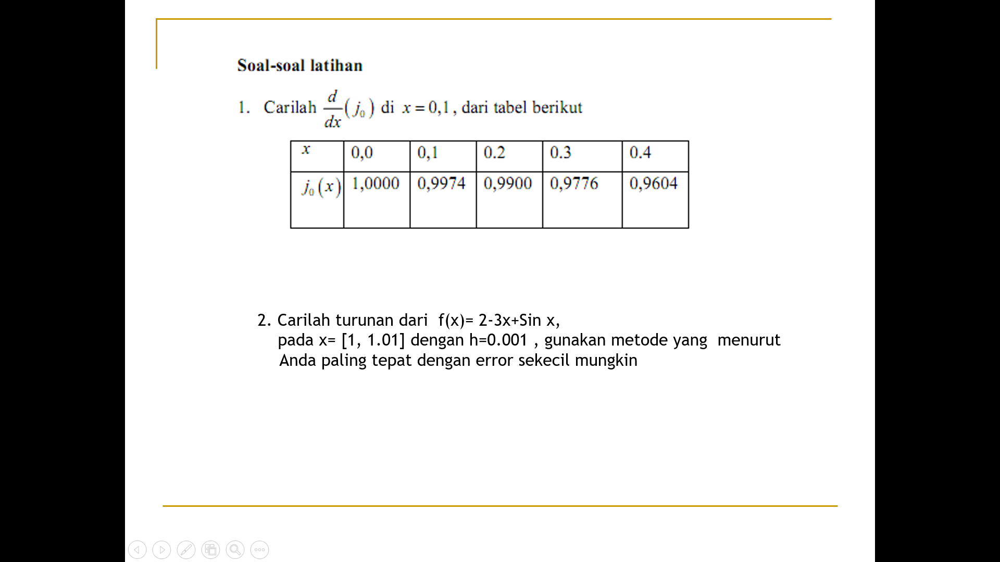 Soal-soal latihan
1. Carilah d/dx (j₀) di x = 0,1, dari tabel berikut
x 0,0 0,1 0.2 0.3 0.4
j₀(x) 1,0000 0,9974 0,9900 0,9776 0,9604
2. Carilah turunan dari f(x)= 2-3x+Sin x,
pada x= [1, 1.01] dengan h=0.001 , gunakan metode yang menurut
Anda paling tepat dengan error sekecil mungkin